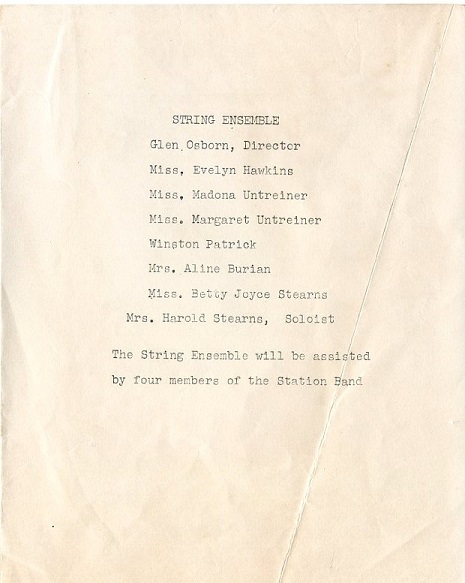 STRING ENSEMBLE
Glen Osborn, Director
Miss, Evelyn Hawkins
Miss. Madona Untreiner
Miss. Margaret Untreiner
Winston Patrick
Mrs. Aline Burian
Miss. Betty Joyce Stearns
Mrs. Harold Stearns, Soloist
The String Ensemble will be assisted
by four members of the Station Band